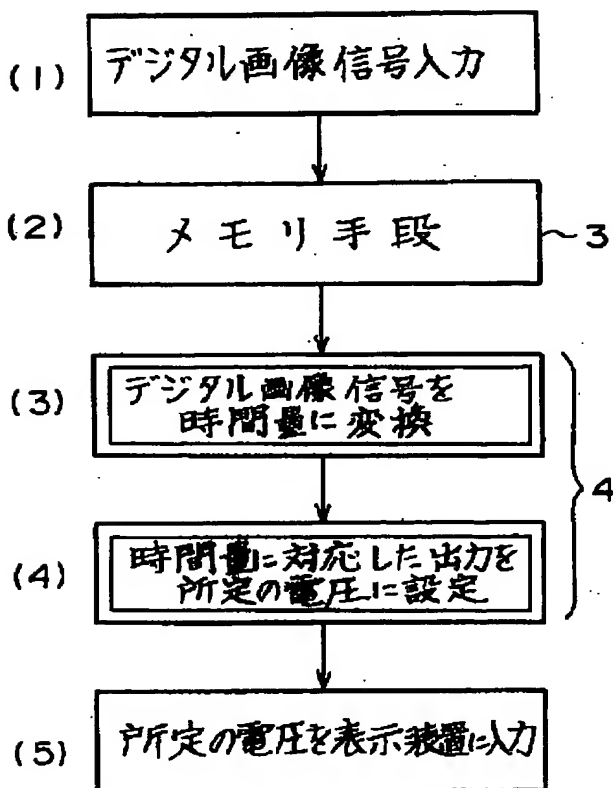 (1) デジタル画像信号入力
(2) メモリ手段 3
(3) デジタル画像信号を
時間量に変換
4
(4) 時間量に対応した出力を
所定の電圧に設定
(5) 所定の電圧を表示装置に入力